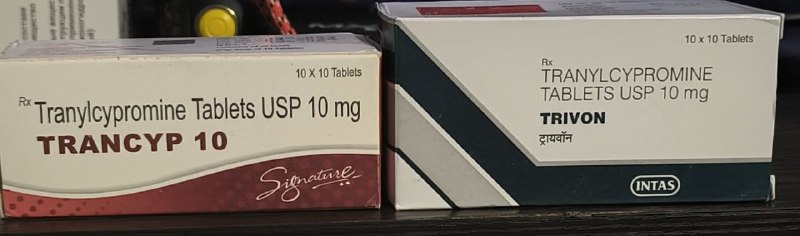 10 X 10 Tablets
Rx Tranylcypromine Tablets USP 10 mg
TRANCYP 10
Signature
10 x 10 Tablets
Rx
TRANYLCYPROMINE
TABLETS USP 10 mg
TRIVON
ट्रायवॉन
INTAS